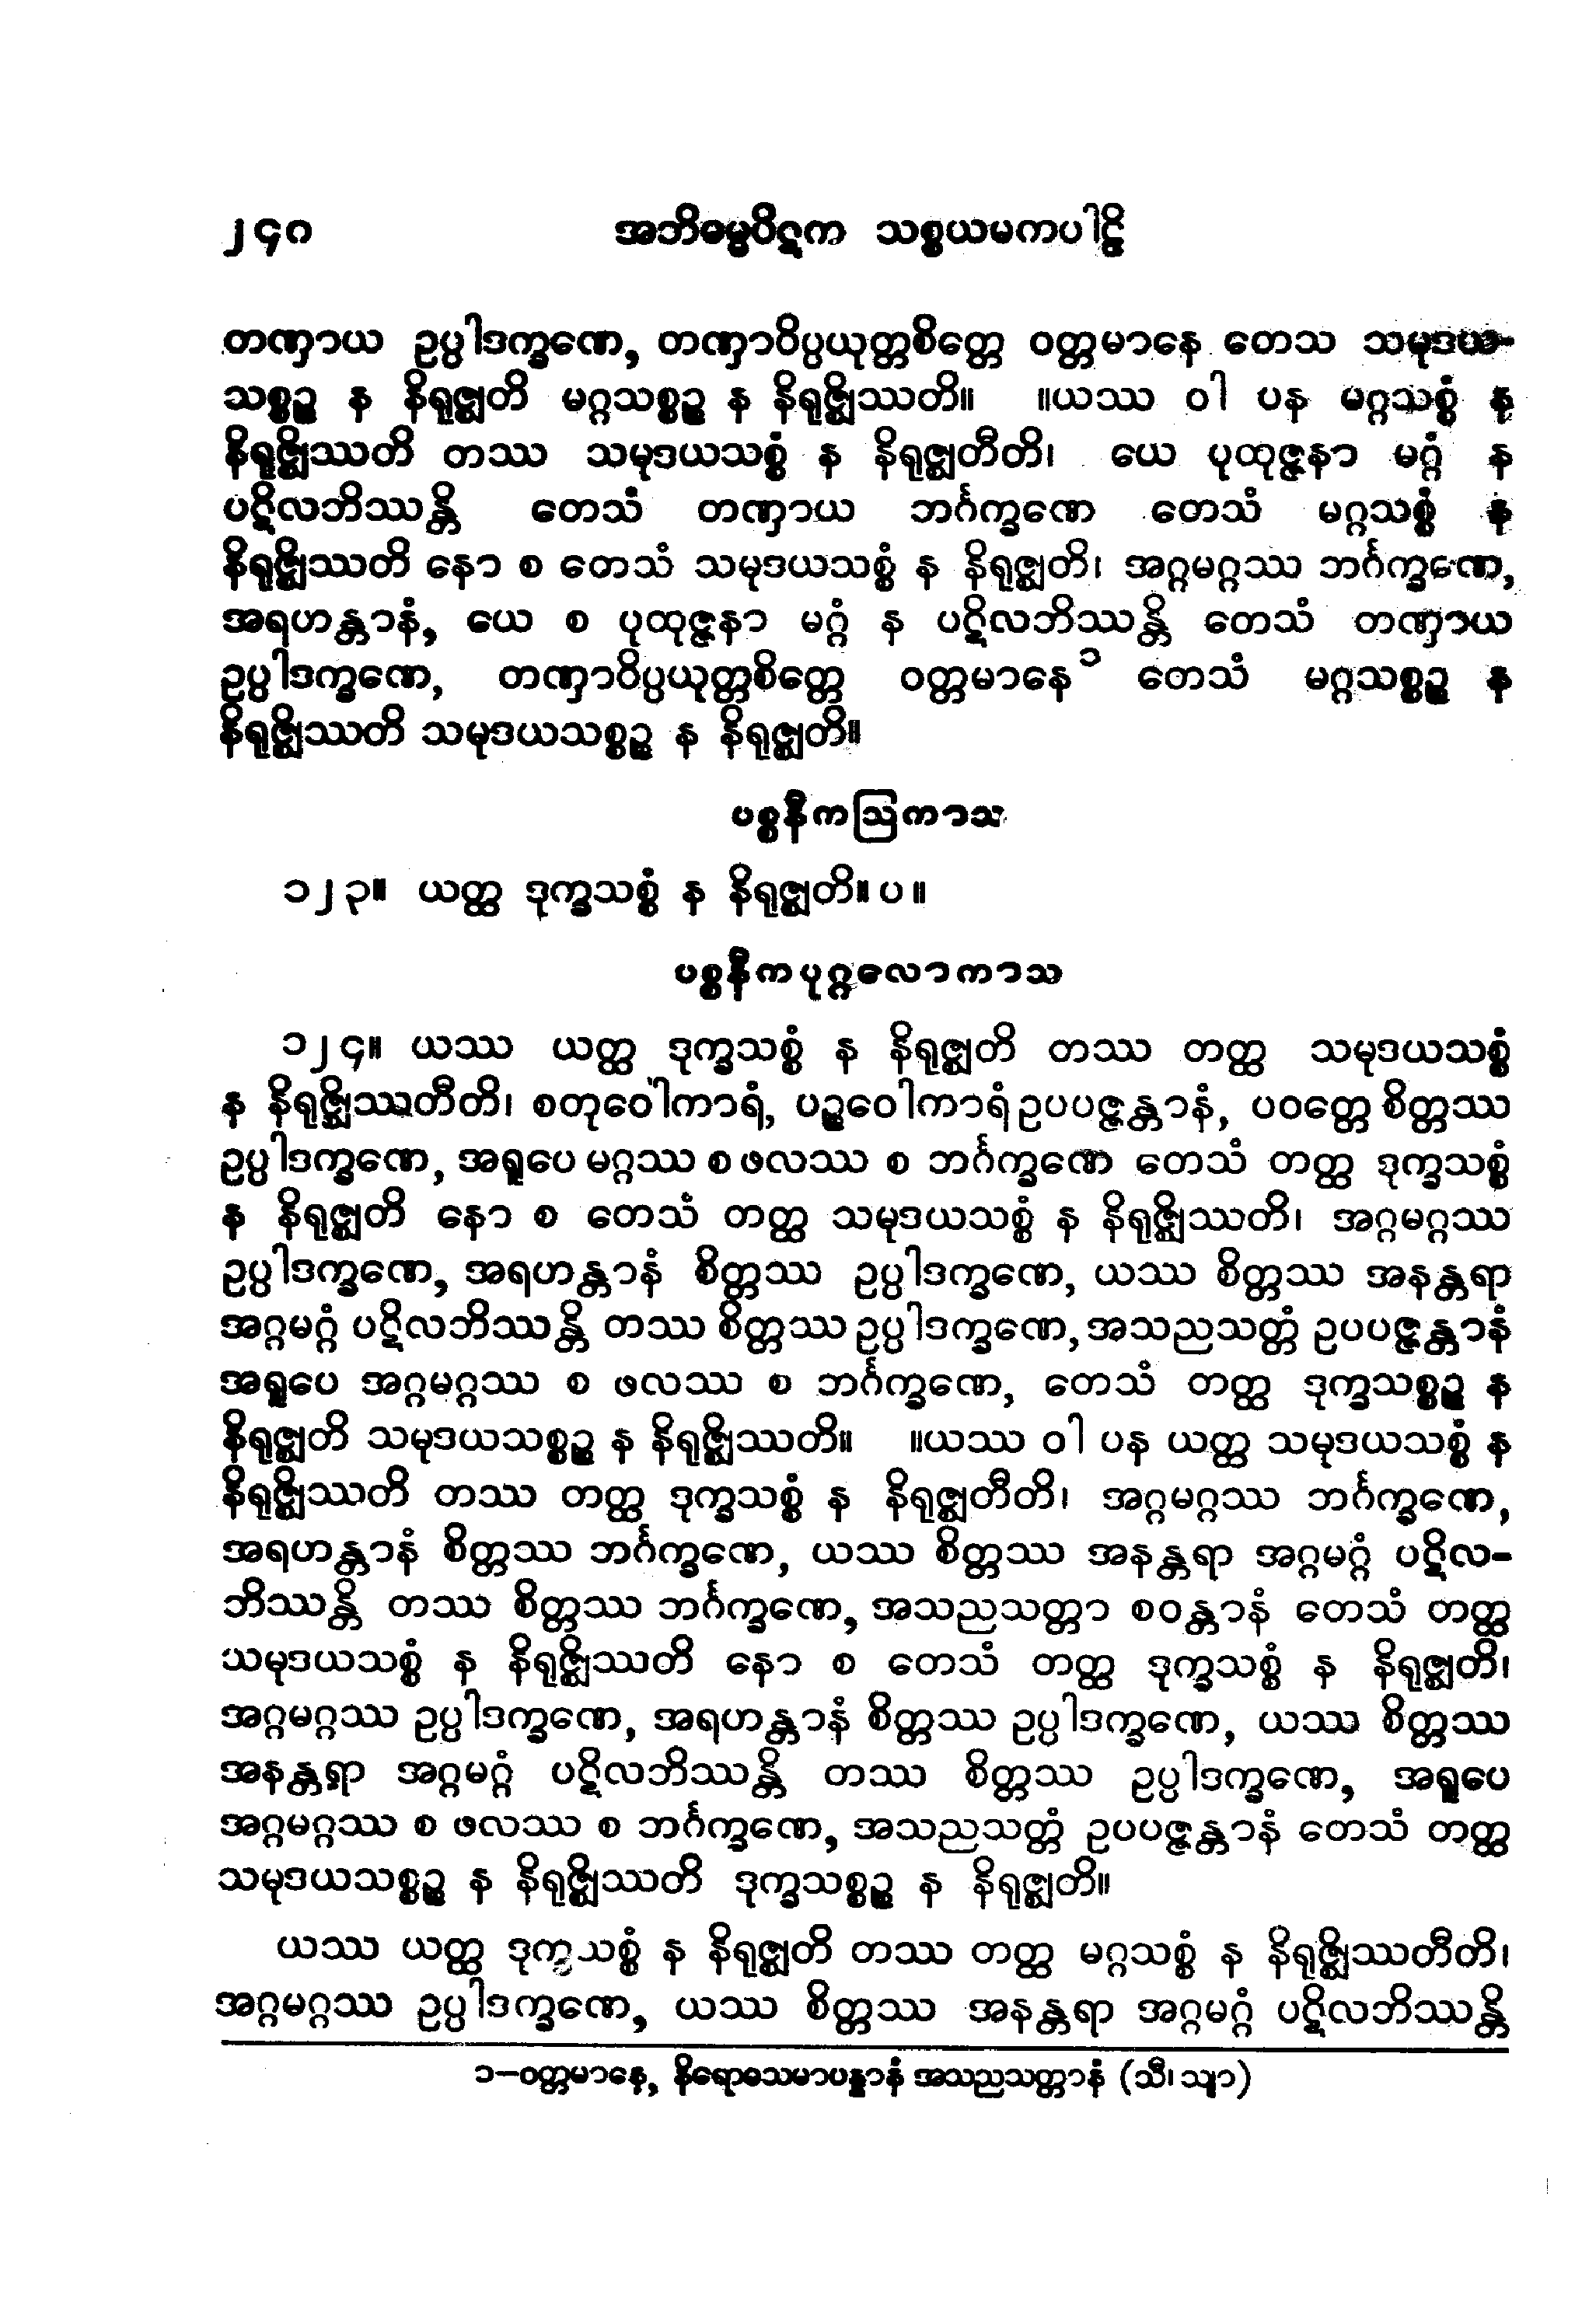 ၂၄၀ အဘိဓမ္မပိဋက သစ္စယမကပါဠိ
တဏှာယ ဥပ္ပါဒက္ခဏေ, တဏှာဝိပ္ပယုတ္တစိတ္တေ ဝတ္တမာနေ တေသ သမုဒယ-
သစ္စဉ္စ န နိရုဇ္ဈတိ မဂ္ဂသစ္စဉ္စ န နိရုဇ္ဈိဿတိ။ ။ယဿ ဝါ ပန မဂ္ဂသစ္စံ န
နိရုဇ္ဈိဿတိ တဿ သမုဒယသစ္စံ န နိရုဇ္ဈတီတိ၊ ယေ ပုထုဇ္ဇနာ မဂ္ဂံ န
ပဋိလဘိဿန္တိ တေသံ တဏှာယ ဘင်္ဂက္ခဏေ တေသံ မဂ္ဂသစ္စံ န
နိရုဇ္ဈိဿတိ နော စ တေသံ သမုဒယသစ္စံ န နိရုဇ္ဈတိ၊ အဂ္ဂမဂ္ဂဿ ဘင်္ဂက္ခဏေ,
အရဟန္တာနံ, ယေ စ ပုထုဇ္ဇနာ မဂ္ဂံ န ပဋိလဘိဿန္တိ တေသံ တဏှာယ
ဥပ္ပါဒက္ခဏေ, တဏှာဝိပ္ပယုတ္တစိတ္တေ ဝတ္တမာနေ ၁ တေသံ မဂ္ဂသစ္စဉ္စ န
နိရုဇ္ဈိဿတိ သမုဒယသစ္စဉ္စ န နိရုဇ္ဈတိ။
ပစ္စနီကဩကာသ
၁၂၃။ ယတ္ထ ဒုက္ခသစ္စံ န နိရုဇ္ဈတိ။ ပ ။
ပစ္စနီကပုဂ္ဂလောကာသ
၁၂၄။ ယဿ ယတ္ထ ဒုက္ခသစ္စံ န နိရုဇ္ဈတိ တဿ တတ္ထ သမုဒယသစ္စံ
န နိရုဇ္ဈိဿတီတိ၊ စတုဝေါကာရံ, ပဉ္စဝေါကာရံ ဥပပဇ္ဇန္တာနံ, ပဝတ္တေ စိတ္တဿ
ဥပ္ပါဒက္ခဏေ, အရူပေ မဂ္ဂဿ စ ဖလဿ စ ဘင်္ဂက္ခဏေ တေသံ တတ္ထ ဒုက္ခသစ္စံ
န နိရုဇ္ဈတိ နော စ တေသံ တတ္ထ သမုဒယသစ္စံ န နိရုဇ္ဈိဿတိ၊ အဂ္ဂမဂ္ဂဿ
ဥပ္ပါဒက္ခဏေ, အရဟန္တာနံ စိတ္တဿ ဥပ္ပါဒက္ခဏေ, ယဿ စိတ္တဿ အနန္တရာ
အဂ္ဂမဂ္ဂံ ပဋိလဘိဿန္တိ တဿ စိတ္တဿ ဥပ္ပါဒက္ခဏေ, အသညသတ္တံ ဥပပဇ္ဇန္တာနံ
အရူပေ အဂ္ဂမဂ္ဂဿ စ ဖလဿ စ ဘင်္ဂက္ခဏေ, တေသံ တတ္ထ ဒုက္ခသစ္စဉ္စ န
နိရုဇ္ဈတိ သမုဒယသစ္စဉ္စ န နိရုဇ္ဈိဿတိ။ ။ယဿ ဝါ ပန ယတ္ထ သမုဒယသစ္စံ န
နိရုဇ္ဈိဿတိ တဿ တတ္ထ ဒုက္ခသစ္စံ န နိရုဇ္ဈတီတိ၊ အဂ္ဂမဂ္ဂဿ ဘင်္ဂက္ခဏေ,
အရဟန္တာနံ စိတ္တဿ ဘင်္ဂက္ခဏေ, ယဿ စိတ္တဿ အနန္တရာ အဂ္ဂမဂ္ဂံ ပဋိလ-
ဘိဿန္တိ တဿ စိတ္တဿ ဘင်္ဂက္ခဏေ, အသညသတ္တာ စဝန္တာနံ တေသံ တတ္ထ
သမုဒယသစ္စံ န နိရုဇ္ဈိဿတိ နော စ တေသံ တတ္ထ ဒုက္ခသစ္စံ န နိရုဇ္ဈတိ၊
အဂ္ဂမဂ္ဂဿ ဥပ္ပါဒက္ခဏေ, အရဟန္တာနံ စိတ္တဿ ဥပ္ပါဒက္ခဏေ, ယဿ စိတ္တဿ
အနန္တရာ အဂ္ဂမဂ္ဂံ ပဋိလဘိဿန္တိ တဿ စိတ္တဿ ဥပ္ပါဒက္ခဏေ, အရူပေ
အဂ္ဂမဂ္ဂဿ စ ဖလဿ စ ဘင်္ဂက္ခဏေ, အသညသတ္တံ ဥပပဇ္ဇန္တာနံ တေသံ တတ္ထ
သမုဒယသစ္စဉ္စ န နိရုဇ္ဈိဿတိ ဒုက္ခသစ္စဉ္စ န နိရုဇ္ဈတိ။
ယဿ ယတ္ထ ဒုက္ခသစ္စံ န နိရုဇ္ဈတိ တဿ တတ္ထ မဂ္ဂသစ္စံ န နိရုဇ္ဈိဿတီတိ၊
အဂ္ဂမဂ္ဂဿ ဥပ္ပါဒက္ခဏေ, ယဿ စိတ္တဿ အနန္တရာ အဂ္ဂမဂ္ဂံ ပဋိလဘိဿန္တိ
၁-ဝတ္တမာနေ, နိရောဓသမာပန္နာနံ အသညသတ္တာနံ (သီ၊ သျာ)